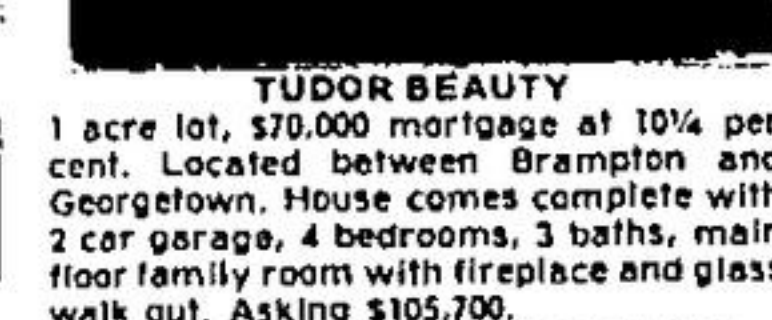 TUDOR BEAUTY
1 acre lot, $70,000 mortgage at 10¼ per
cent. Located between Brampton and
Georgetown. House comes complete with
2 car garage, 4 bedrooms, 3 baths, main
floor family room with fireplace and glass
walk out. Asking $105,700.